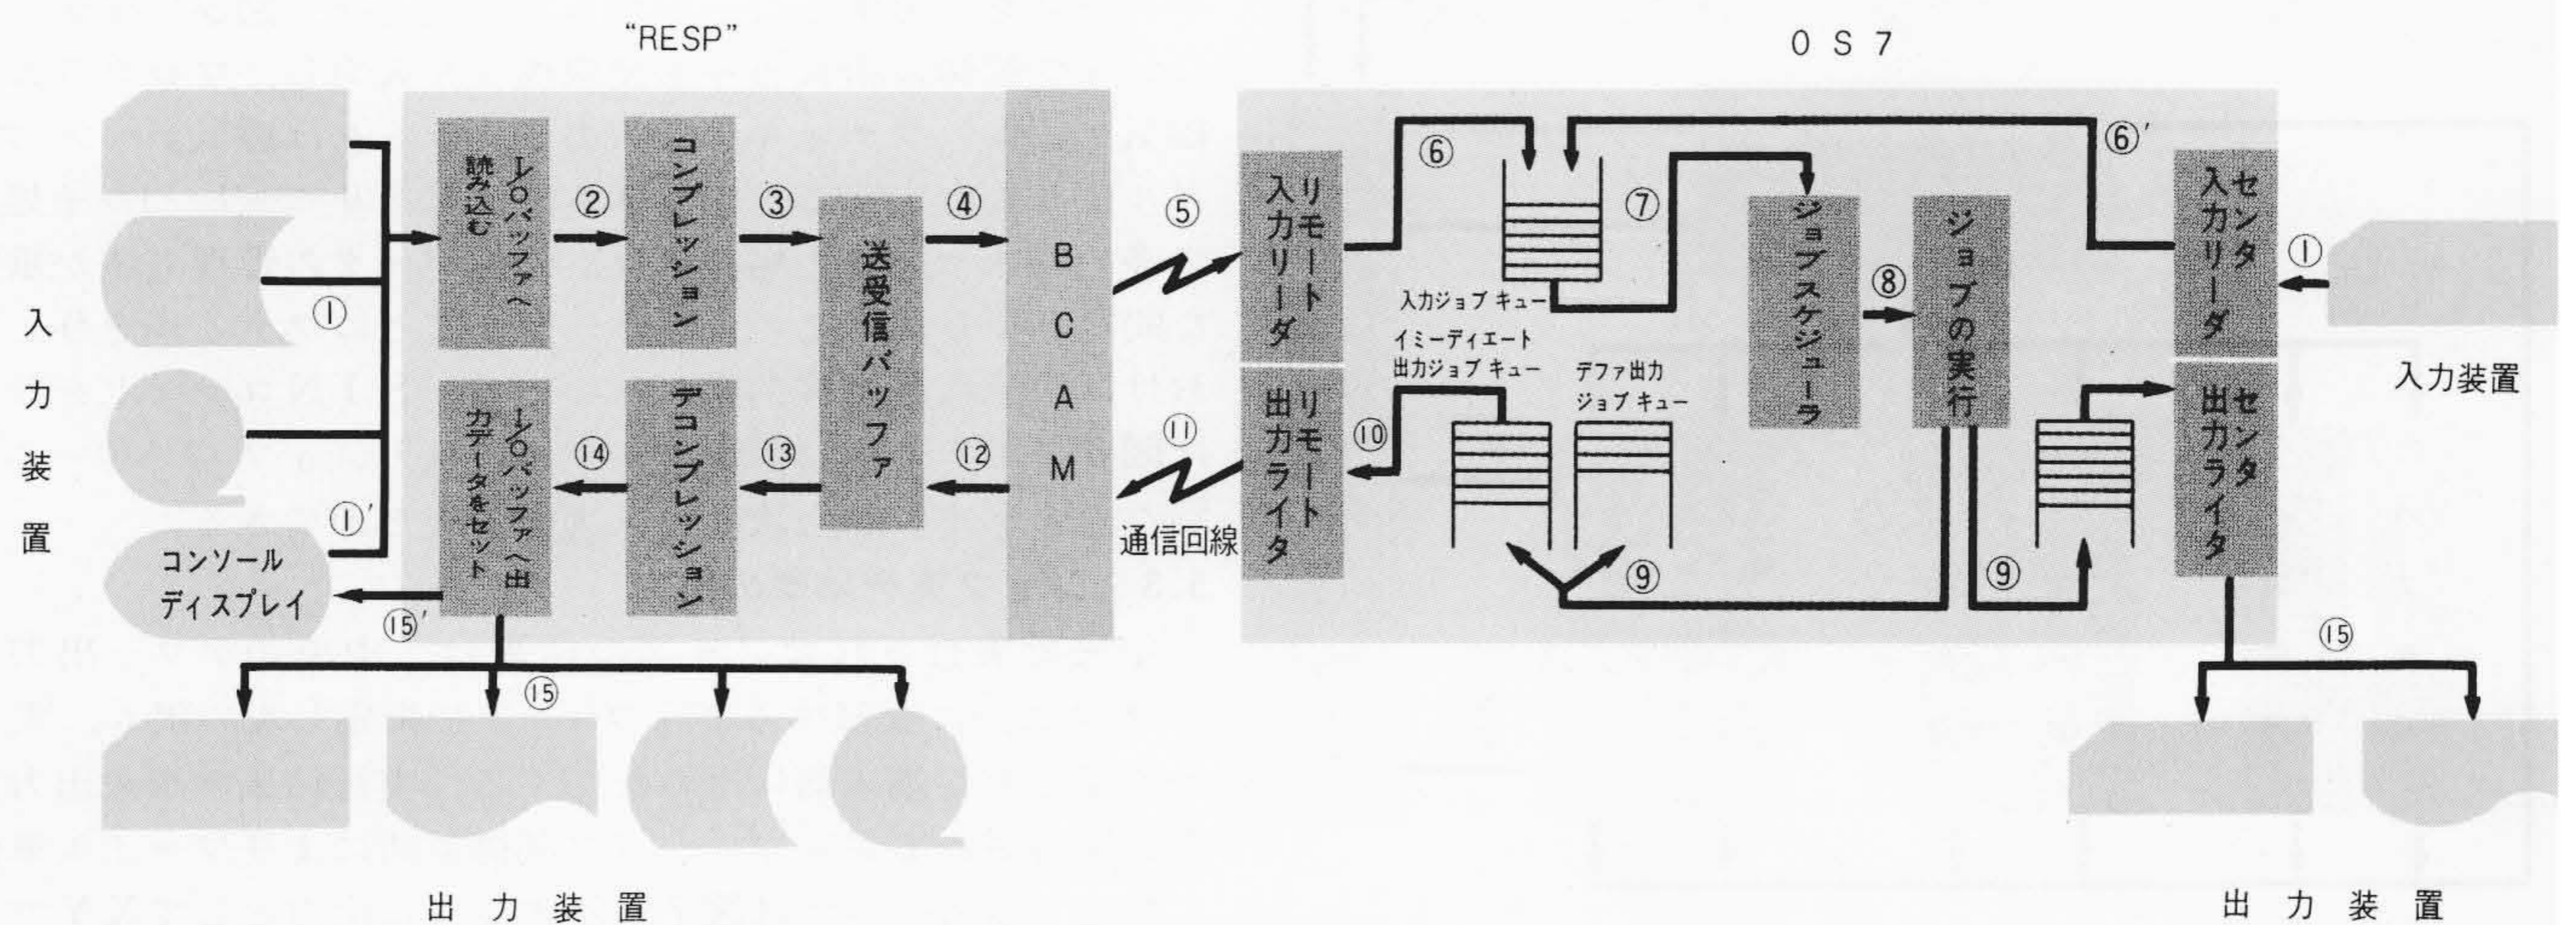 “RESP”
OS7
入力装置
①
①′
コンソール
ディスプレイ
⑮′
I/Oバッファへ
読み込む
②
コンプレッション
③
送受信バッファ
④
BCAM
⑤
I/Oバッファへ出
力データをセット
⑭
デコンプレッション
⑬
⑫
⑪
通信回線
⑮
出力装置
リモート
入力リーダ
⑥
入力ジョブ キュー
⑦
ジョブスケジューラ
⑧
ジョブの実行
⑥′
センタ
入力リーダ
①
入力装置
リモート
出力ライタ
⑩
イミーディエート
出力ジョブ キュー
デファ出力
ジョブ キュー
⑨
⑨
センタ
出力ライタ
⑮
出力装置